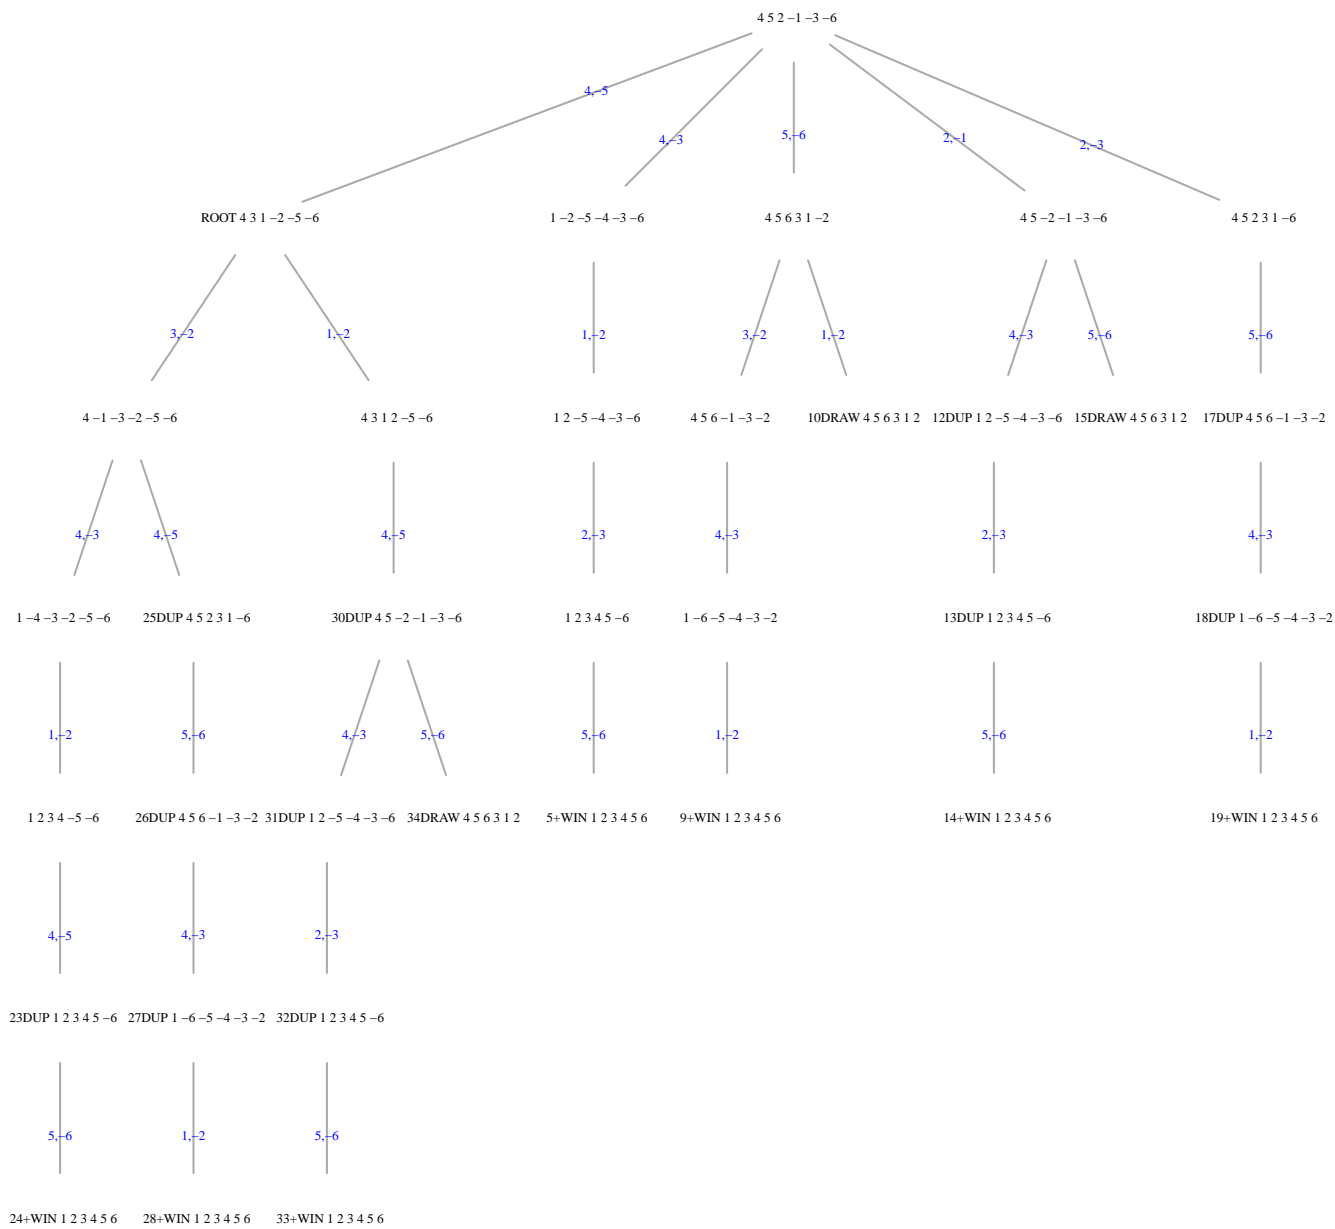 4 5 2 −1 −3 −6
4,−5
4,−3
5,−6
2,−1
2,−3
ROOT 4 3 1 −2 −5 −6
1 −2 −5 −4 −3 −6
4 5 6 3 1 −2
4 5 −2 −1 −3 −6
4 5 2 3 1 −6
3,−2
1,−2
1,−2
3,−2
1,−2
4,−3
5,−6
5,−6
4 −1 −3 −2 −5 −6
4 3 1 2 −5 −6
1 2 −5 −4 −3 −6
4 5 6 −1 −3 −2
10DRAW 4 5 6 3 1 2
12DUP 1 2 −5 −4 −3 −6
15DRAW 4 5 6 3 1 2
17DUP 4 5 6 −1 −3 −2
4,−3
4,−5
4,−5
2,−3
4,−3
2,−3
4,−3
1 −4 −3 −2 −5 −6
25DUP 4 5 2 3 1 −6
30DUP 4 5 −2 −1 −3 −6
1 2 3 4 5 −6
1 −6 −5 −4 −3 −2
13DUP 1 2 3 4 5 −6
18DUP 1 −6 −5 −4 −3 −2
1,−2
5,−6
4,−3
5,−6
5,−6
1,−2
5,−6
1,−2
1 2 3 4 −5 −6
26DUP 4 5 6 −1 −3 −2
31DUP 1 2 −5 −4 −3 −6
34DRAW 4 5 6 3 1 2
5+WIN 1 2 3 4 5 6
9+WIN 1 2 3 4 5 6
14+WIN 1 2 3 4 5 6
19+WIN 1 2 3 4 5 6
4,−5
4,−3
2,−3
23DUP 1 2 3 4 5 −6
27DUP 1 −6 −5 −4 −3 −2
32DUP 1 2 3 4 5 −6
5,−6
1,−2
5,−6
24+WIN 1 2 3 4 5 6
28+WIN 1 2 3 4 5 6
33+WIN 1 2 3 4 5 6